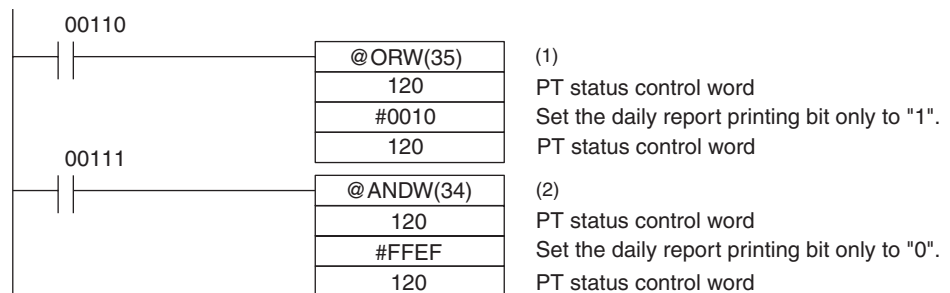 00110
@ORW(35) (1)
120 PT status control word
#0010 Set the daily report printing bit only to "1".
120 PT status control word
00111
@ANDW(34) (2)
120 PT status control word
#FFEF Set the daily report printing bit only to "0".
120 PT status control word